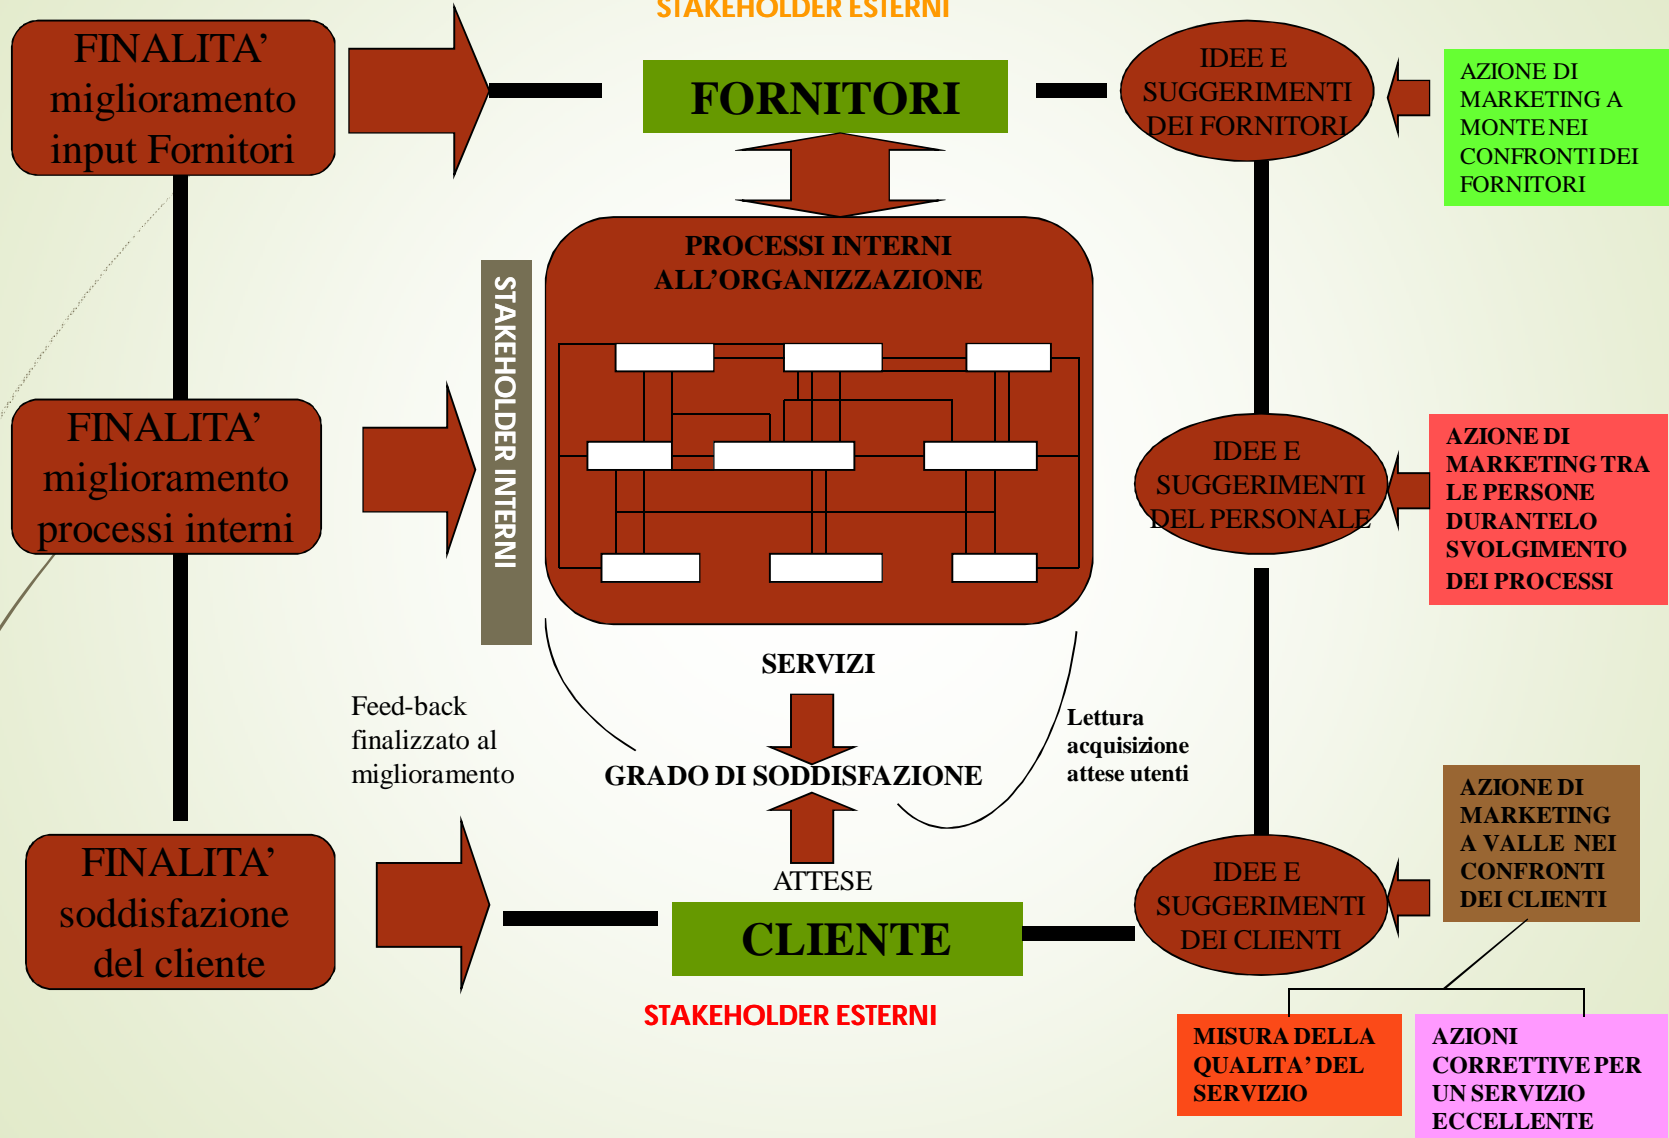 STAKEHOLDER ESTERNI
FINALITA’
miglioramento
input Fornitori
FORNITORI
IDEE E
SUGGERIMENTI
DEI FORNITORI
AZIONE DI
MARKETING A
MONTE NEI
CONFRONTI DEI
FORNITORI
PROCESSI INTERNI
ALL’ORGANIZZAZIONE
STAKEHOLDER INTERNI
FINALITA’
miglioramento
processi interni
IDEE E
SUGGERIMENTI
DEL PERSONALE
AZIONE DI
MARKETING TRA
LE PERSONE
DURANTELO
SVOLGIMENTO
DEI PROCESSI
SERVIZI
Feed-back
finalizzato al
miglioramento
GRADO DI SODDISFAZIONE
Lettura
acquisizione
attese utenti
ATTESE
FINALITA’
soddisfazione
del cliente
CLIENTE
IDEE E
SUGGERIMENTI
DEI CLIENTI
AZIONE DI
MARKETING
A VALLE NEI
CONFRONTI
DEI CLIENTI
STAKEHOLDER ESTERNI
MISURA DELLA
QUALITA’ DEL
SERVIZIO
AZIONI
CORRETTIVE PER
UN SERVIZIO
ECCELLENTE